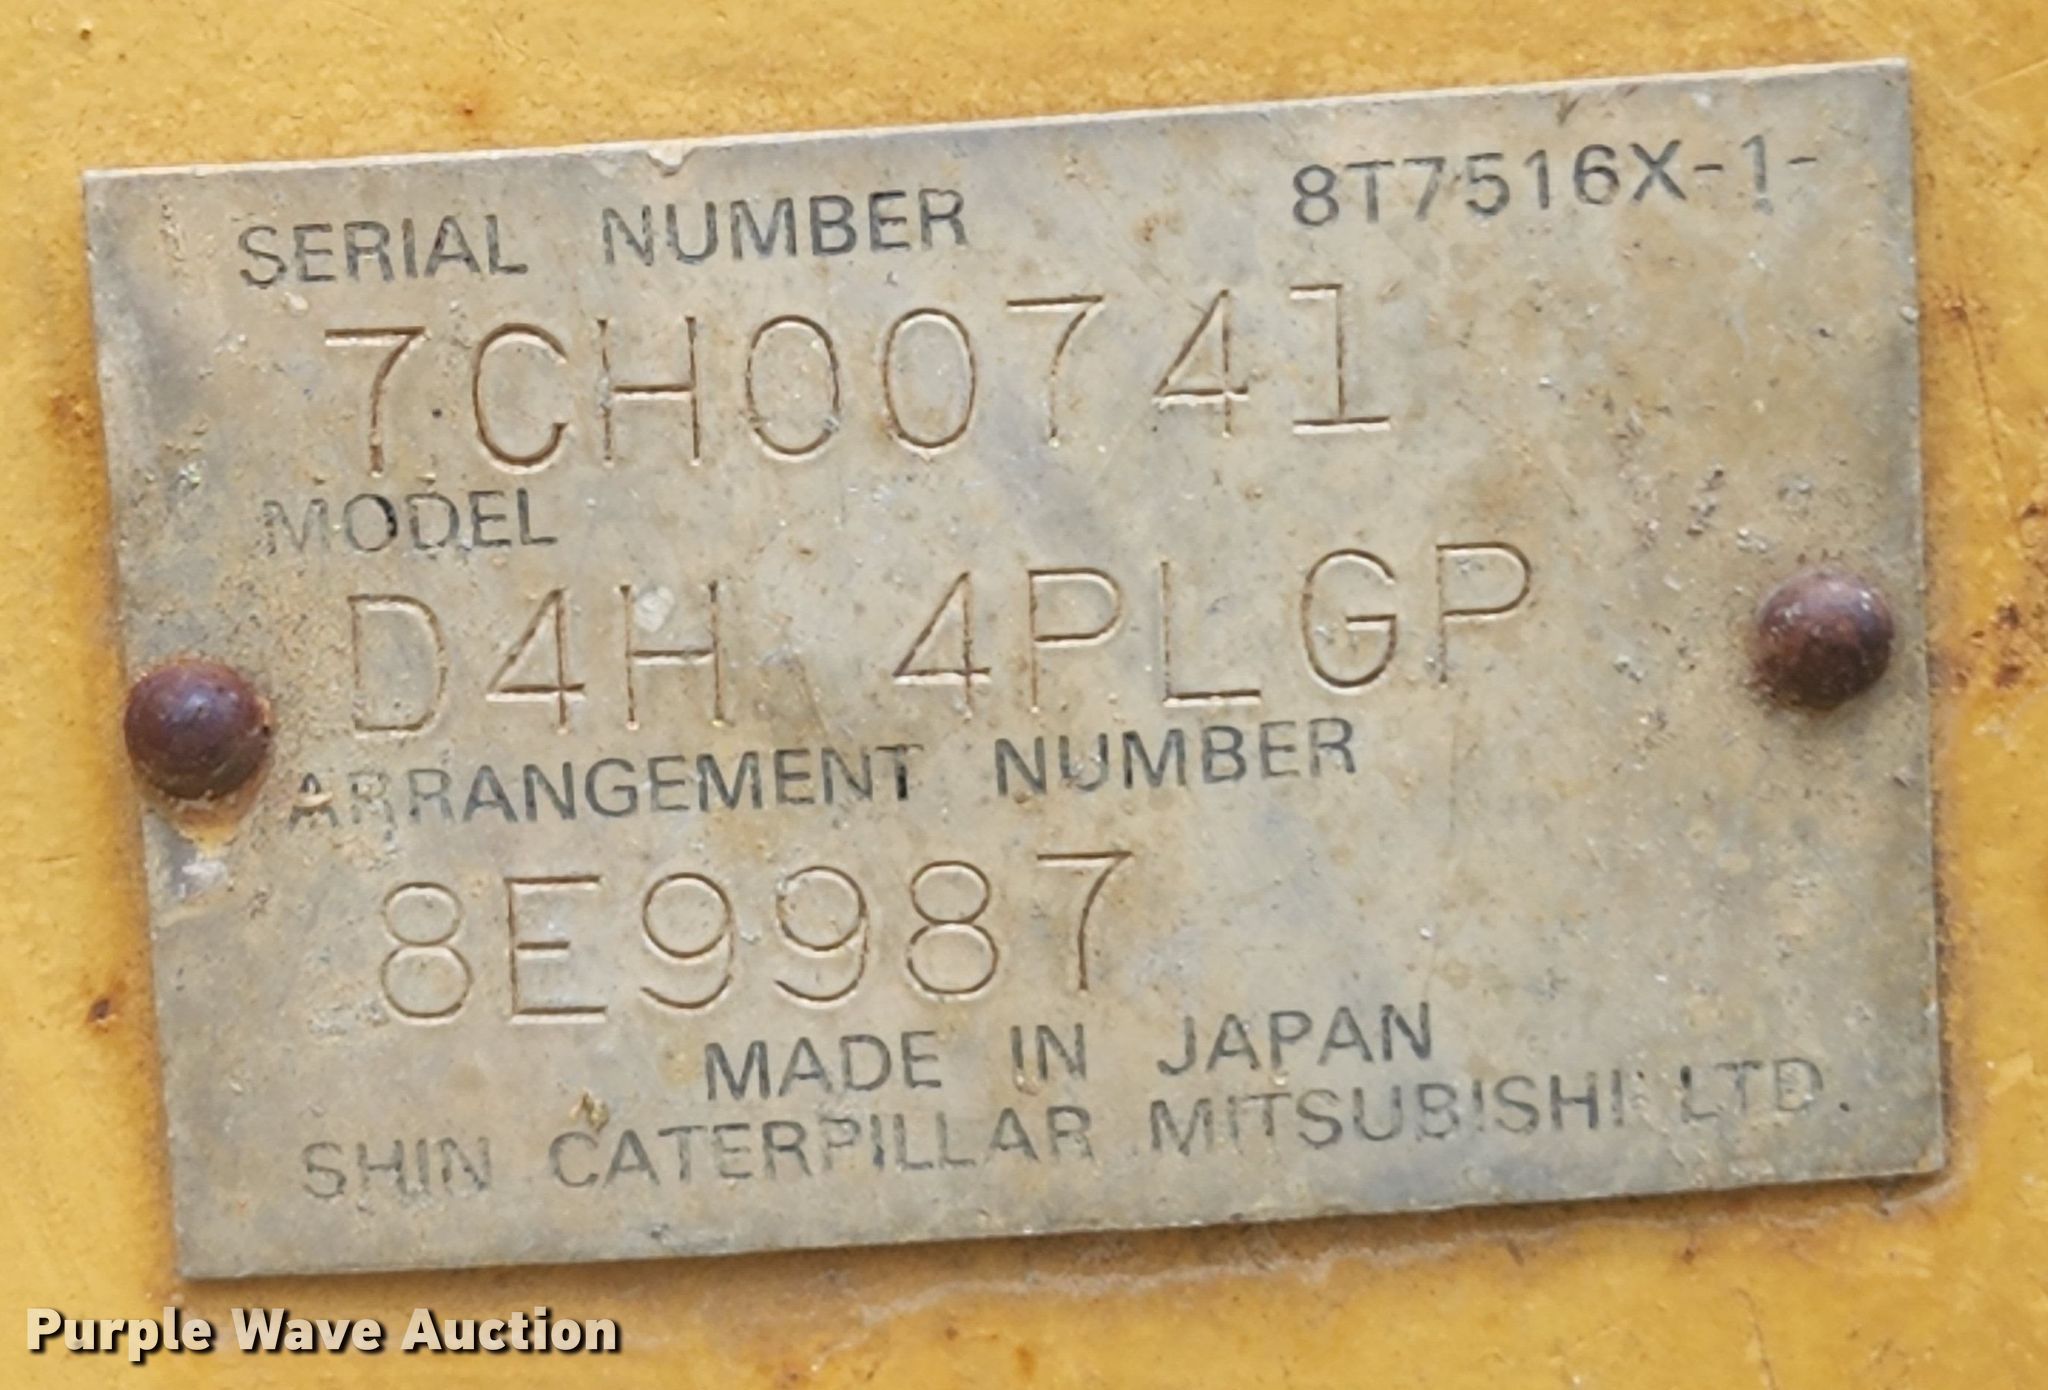 SERIAL NUMBER 8T7516X-1-
7CH00741
MODEL
D4H 4PLGP
ARRANGEMENT NUMBER
8E9987
MADE IN JAPAN
SHIN CATERPILLAR MITSUBISHI LTD.
Purple Wave Auction